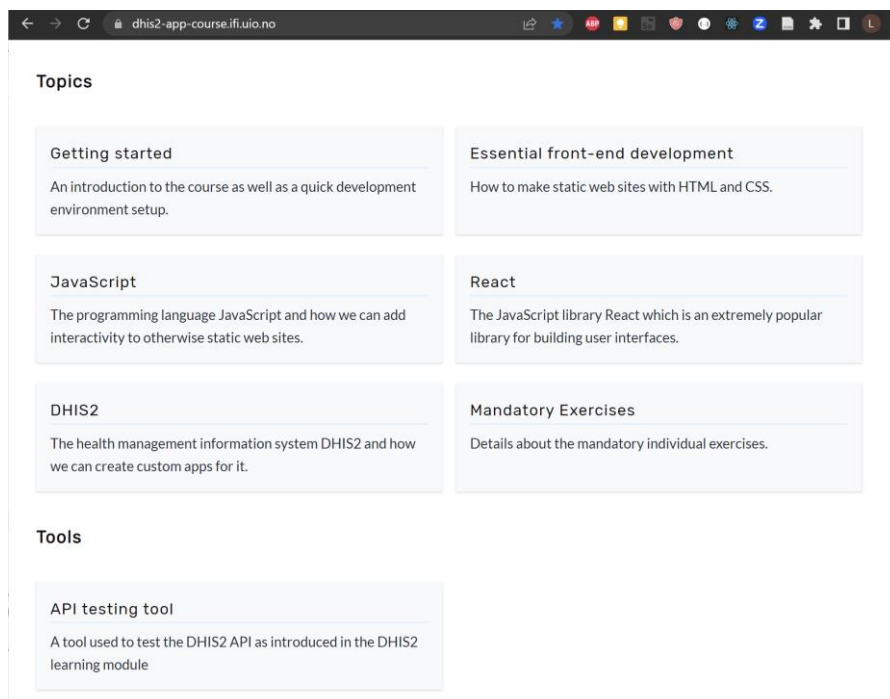 dhis2-app-course.ifi.uio.no
ABP
Z
L
Topics
Getting started
An introduction to the course as well as a quick development
environment setup.
Essential front-end development
How to make static web sites with HTML and CSS.
JavaScript
The programming language JavaScript and how we can add
interactivity to otherwise static web sites.
React
The JavaScript library React which is an extremely popular
library for building user interfaces.
DHIS2
The health management information system DHIS2 and how
we can create custom apps for it.
Mandatory Exercises
Details about the mandatory individual exercises.
Tools
API testing tool
A tool used to test the DHIS2 API as introduced in the DHIS2
learning module